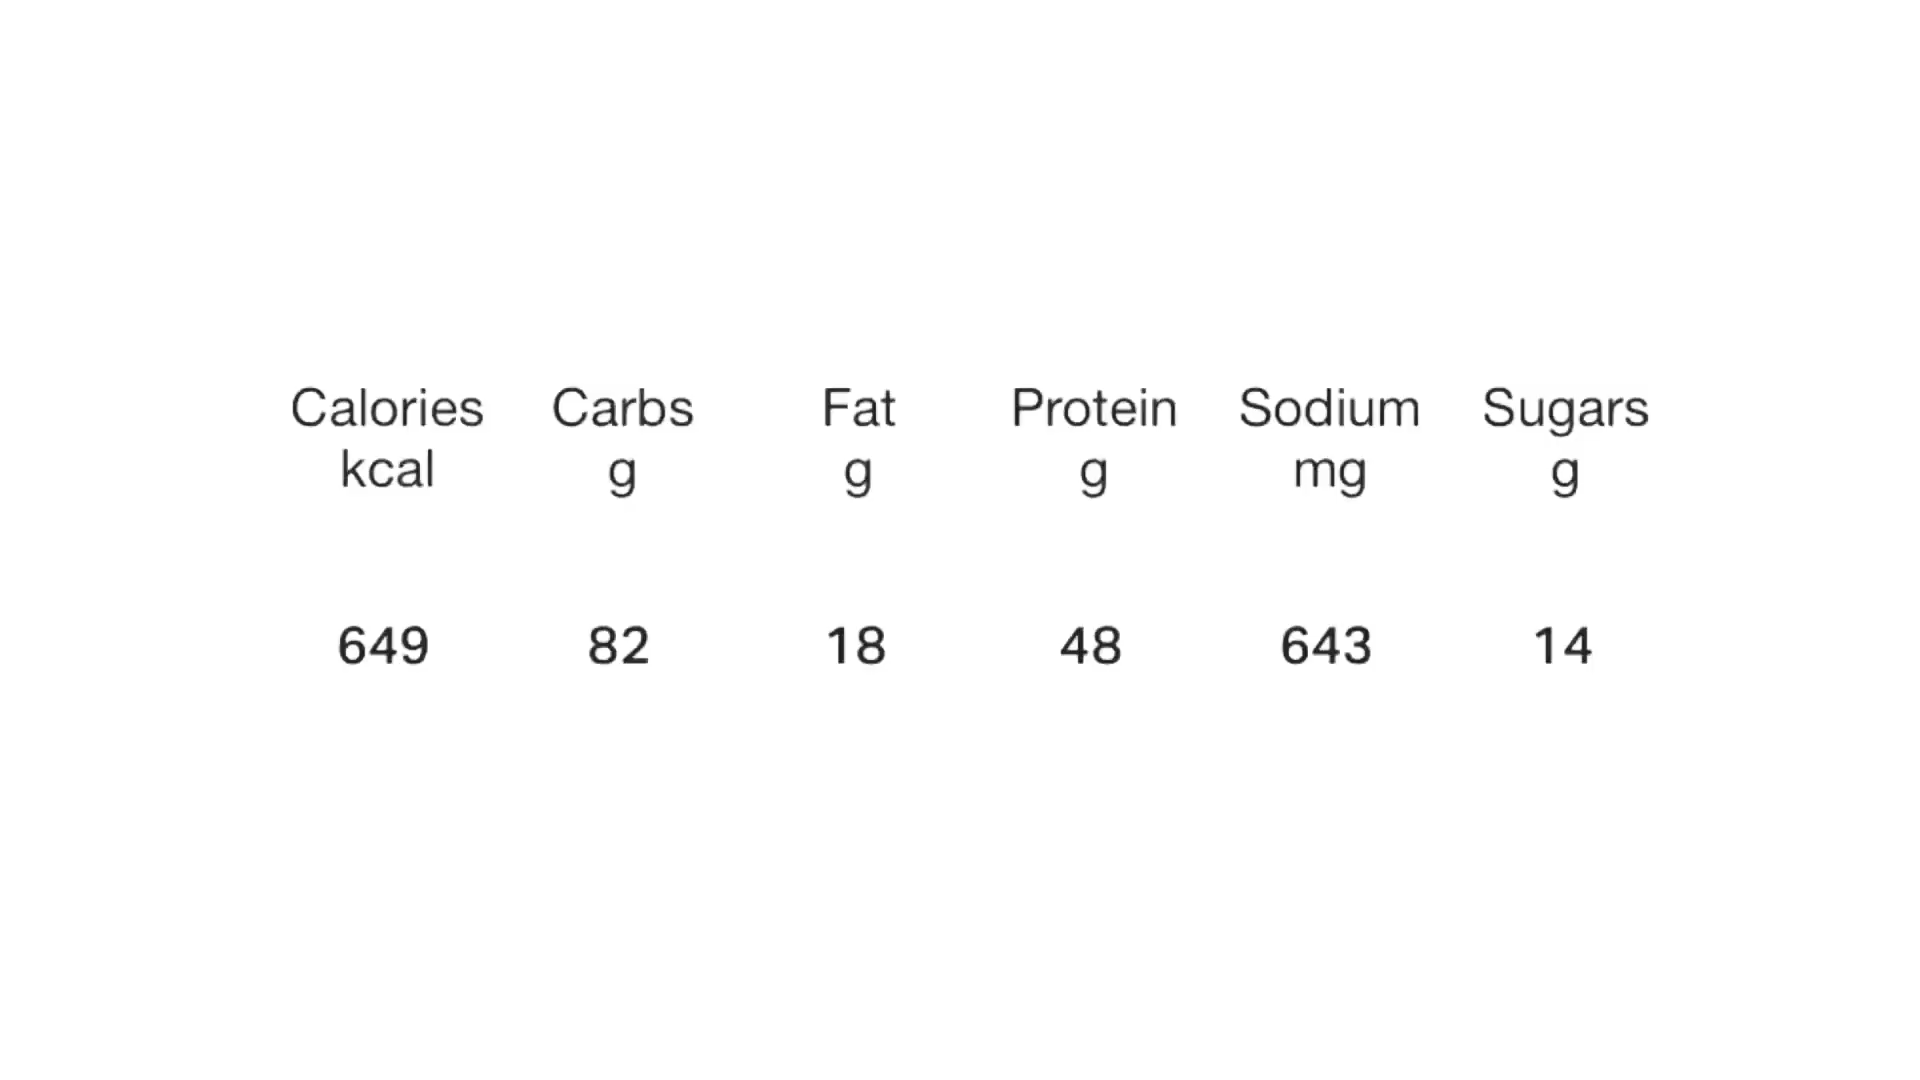 Calories Carbs Fat Protein Sodium Sugars
kcal g g g mg g
649 82 18 48 643 14